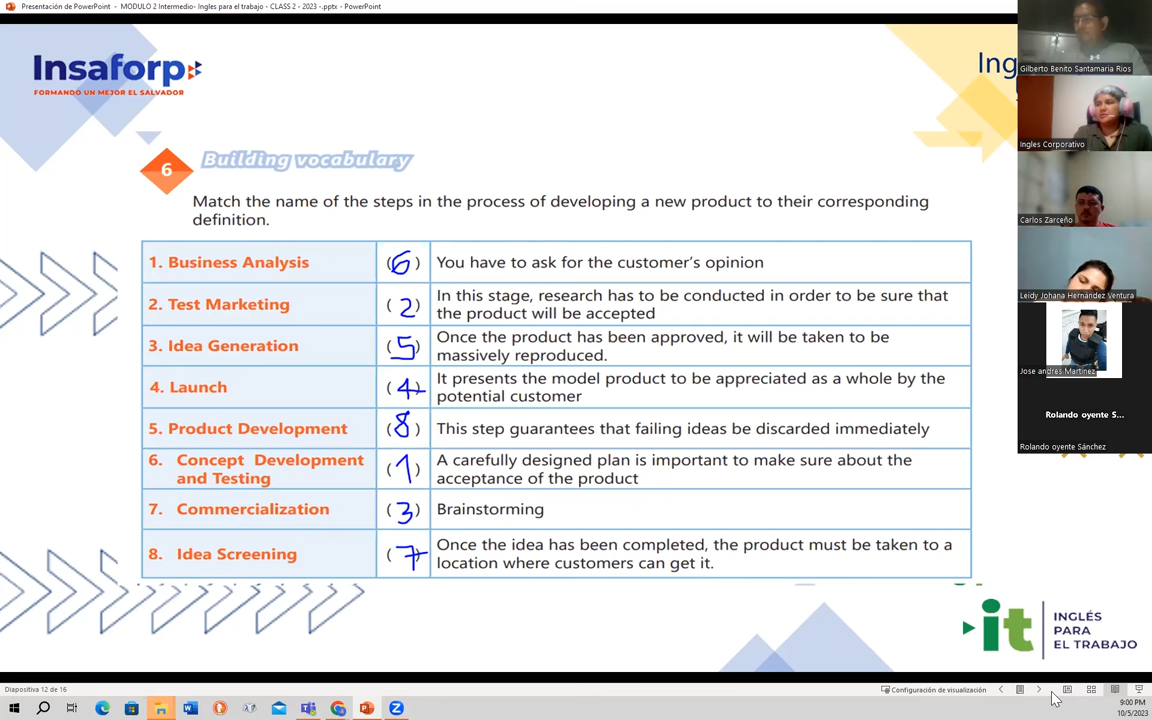 Presentación de PowerPoint - MODULO 2 Intermedio- Ingles para el trabajo - CLASS 2 - 2023 -.pptx - PowerPoint
Insaforp
FORMANDO UN MEJOR EL SALVADOR
Ing
Gilberto Benito Santamaría Rios
Ingles Corporativo
Carlos Zarceño
Leidy Johana Hernández Ventura
Jose andres Martinez
Rolando oyente S...
Rolando oyente Sánchez
6
Building vocabulary
Match the name of the steps in the process of developing a new product to their corresponding
definition.
1. Business Analysis (6) You have to ask for the customer's opinion
2. Test Marketing (2) In this stage, research has to be conducted in order to be sure that
the product will be accepted
3. Idea Generation (5) Once the product has been approved, it will be taken to be
massively reproduced.
4. Launch (4) It presents the model product to be appreciated as a whole by the
potential customer
5. Product Development (8) This step guarantees that failing ideas be discarded immediately
6. Concept Development
and Testing (1) A carefully designed plan is important to make sure about the
acceptance of the product
7. Commercialization (3) Brainstorming
8. Idea Screening (7) Once the idea has been completed, the product must be taken to a
location where customers can get it.
it
INGLÉS
PARA
EL TRABAJO
Diapositiva 12 de 16
Configuración de visualización
9:00 PM
10/5/2023